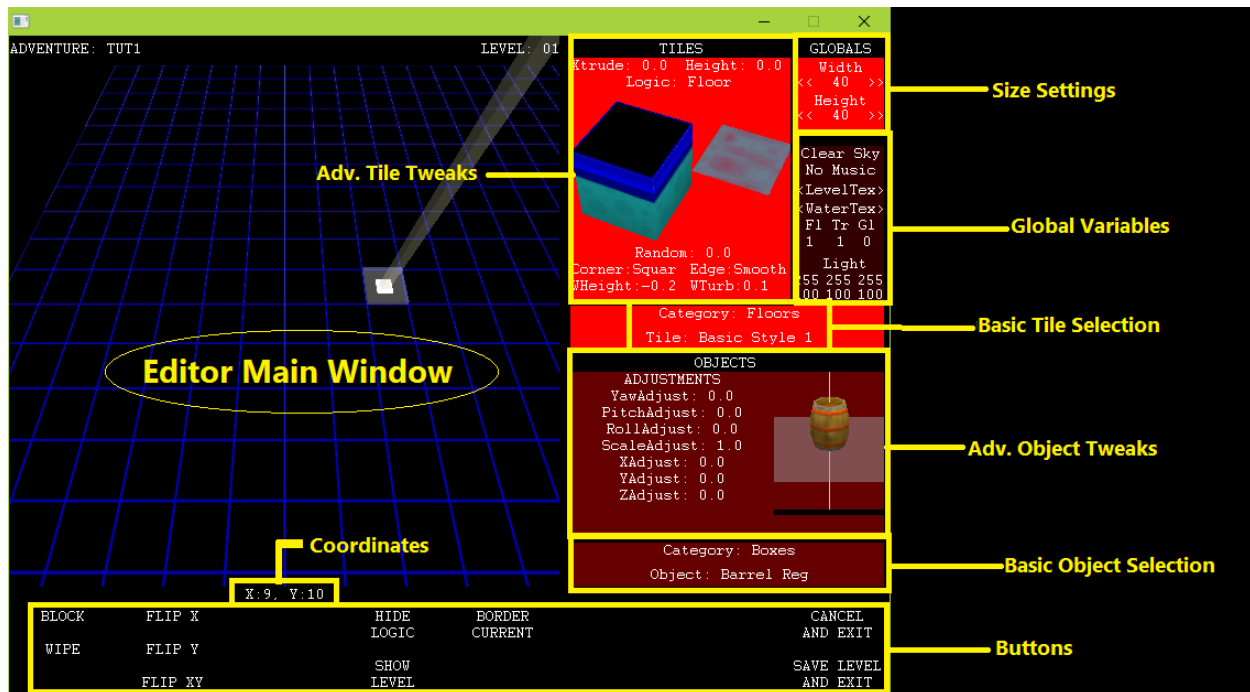 ADVENTURE: TUT1
LEVEL: 01
TILES
Xtrude: 0.0 Height: 0.0
Logic: Floor
Random: 0.0
Corner:Squar Edge:Smooth
WHeight:-0.2 WTurb:0.1
Category: Floors
Tile: Basic Style 1
GLOBALS
Width
<< 40 >>
Height
<< 40 >>
Clear Sky
No Music
<LevelTex>
<WaterTex>
Fl Tr Gl
1 1 0
Light
255 255 255
100 100 100
OBJECTS
ADJUSTMENTS
YawAdjust: 0.0
PitchAdjust: 0.0
RollAdjust: 0.0
ScaleAdjust: 1.0
XAdjust: 0.0
YAdjust: 0.0
ZAdjust: 0.0
Category: Boxes
Object: Barrel Reg
Adv. Tile Tweaks
Editor Main Window
Coordinates
X:9, Y:10
Size Settings
Global Variables
Basic Tile Selection
Adv. Object Tweaks
Basic Object Selection
Buttons
BLOCK
WIPE
FLIP X
FLIP Y
FLIP XY
HIDE
LOGIC
SHOW
LEVEL
BORDER
CURRENT
CANCEL
AND EXIT
SAVE LEVEL
AND EXIT